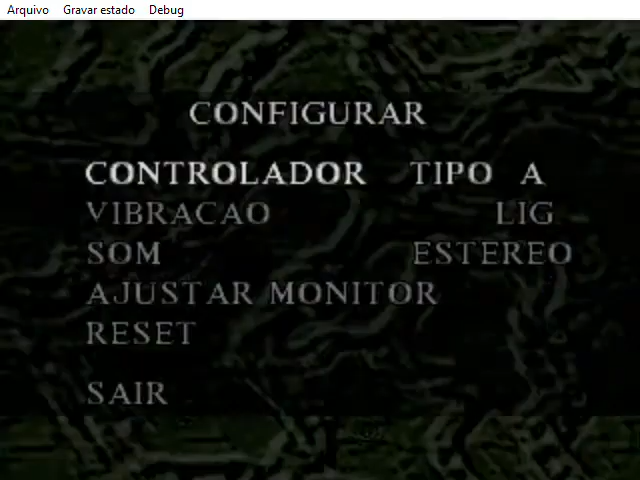 Arquivo Gravar estado Debug
CONFIGURAR
CONTROLADOR TIPO A
VIBRACAO LIG
SOM ESTEREO
AJUSTAR MONITOR
RESET
SAIR